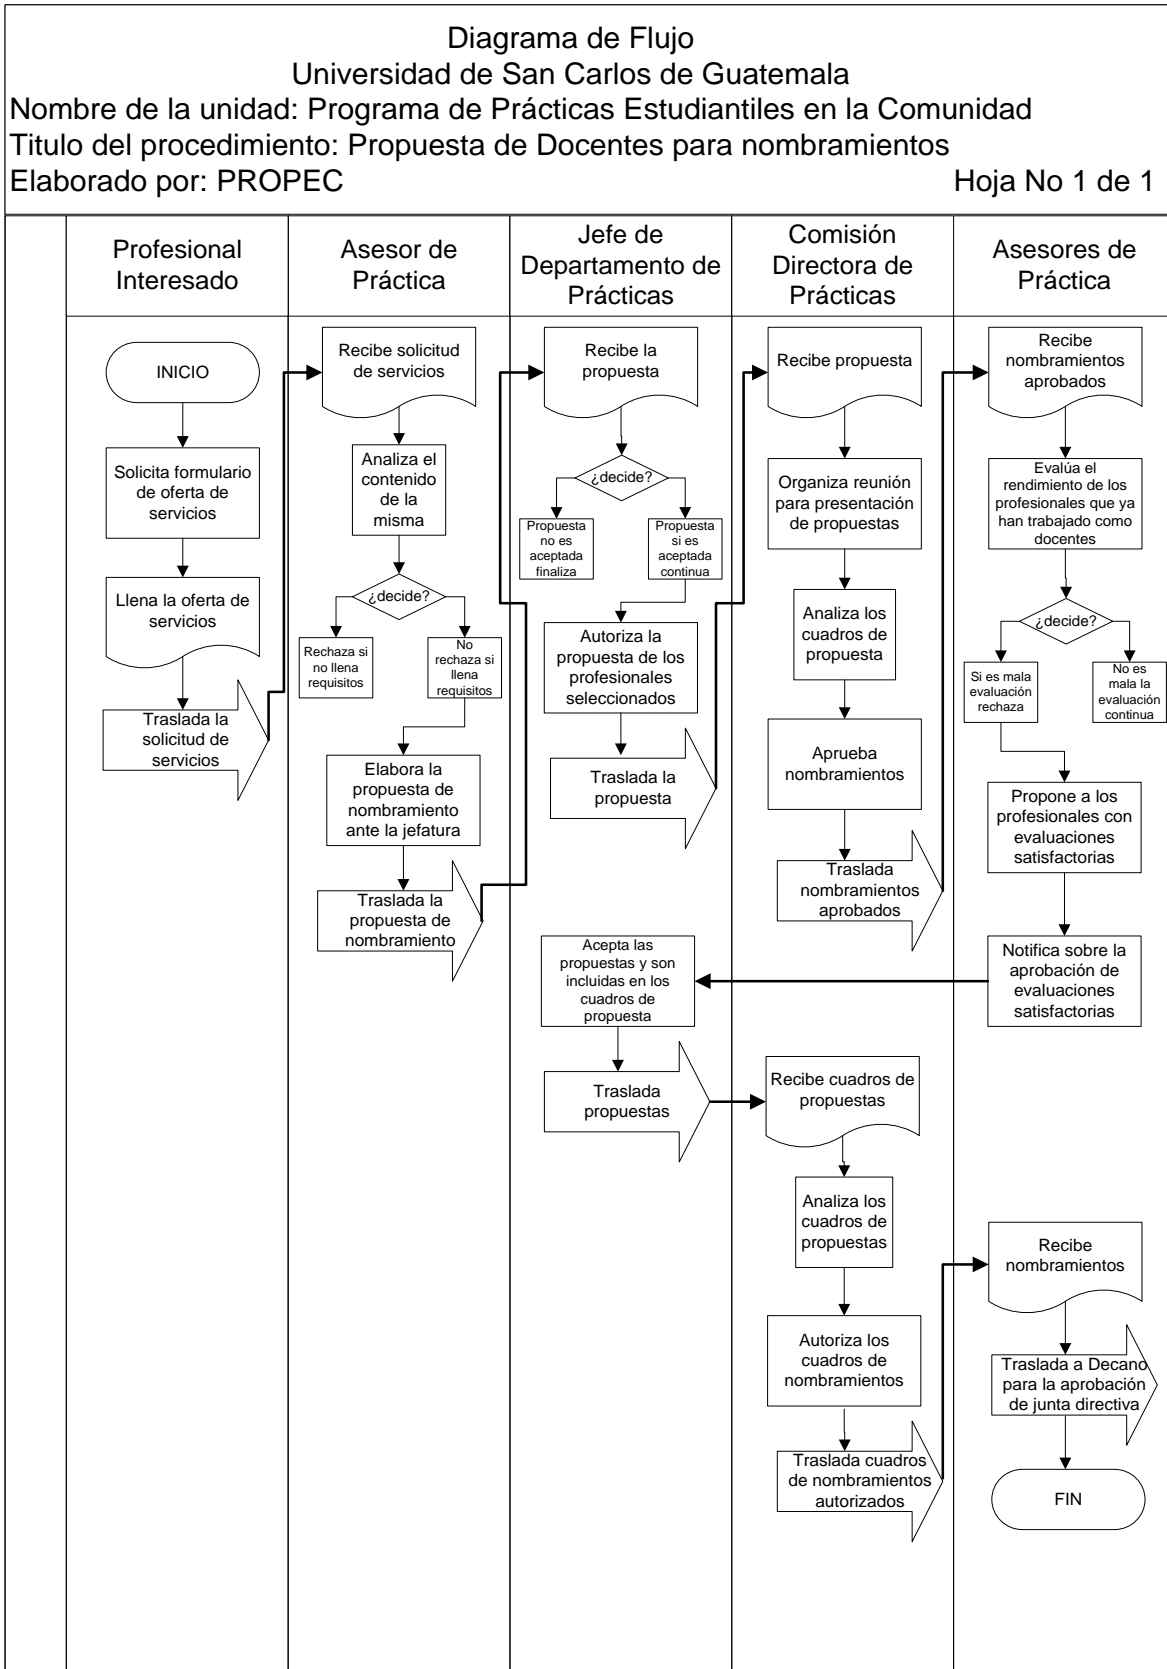 Diagrama de Flujo
Universidad de San Carlos de Guatemala
Nombre de la unidad: Programa de Prácticas Estudiantiles en la Comunidad
Titulo del procedimiento: Propuesta de Docentes para nombramientos
Elaborado por: PROPEC
Hoja No 1 de 1
Profesional
Interesado
Asesor de
Práctica
Jefe de
Departamento de
Prácticas
Comisión
Directora de
Prácticas
Asesores de
Práctica
INICIO
Solicita formulario
de oferta de
servicios
Llena la oferta de
servicios
Traslada la
solicitud de
servicios
Recibe solicitud
de servicios
Analiza el
contenido
de la
misma
¿decide?
Rechaza si
no llena
requisitos
No
rechaza si
llena
requisitos
Elabora la
propuesta de
nombramiento
ante la jefatura
Traslada la
propuesta de
nombramiento
Recibe la
propuesta
¿decide?
Propuesta
no es
aceptada
finaliza
Propuesta
si es
aceptada
continua
Autoriza la
propuesta de los
profesionales
seleccionados
Traslada la
propuesta
Recibe propuesta
Organiza reunión
para presentación
de propuestas
Analiza los
cuadros de
propuesta
Aprueba
nombramientos
Traslada
nombramientos
aprobados
Recibe
nombramientos
aprobados
Evalúa el
rendimiento de los
profesionales que ya
han trabajado como
docentes
¿decide?
Si es mala
evaluación
rechaza
No es
mala la
evaluación
continua
Propone a los
profesionales con
evaluaciones
satisfactorias
Notifica sobre la
aprobación de
evaluaciones
satisfactorias
Acepta las
propuestas y son
incluidas en los
cuadros de
propuesta
Traslada
propuestas
Recibe cuadros de
propuestas
Analiza los
cuadros de
propuestas
Autoriza los
cuadros de
nombramientos
Traslada cuadros
de nombramientos
autorizados
Recibe
nombramientos
Traslada a Decano
para la aprobación
de junta directiva
FIN